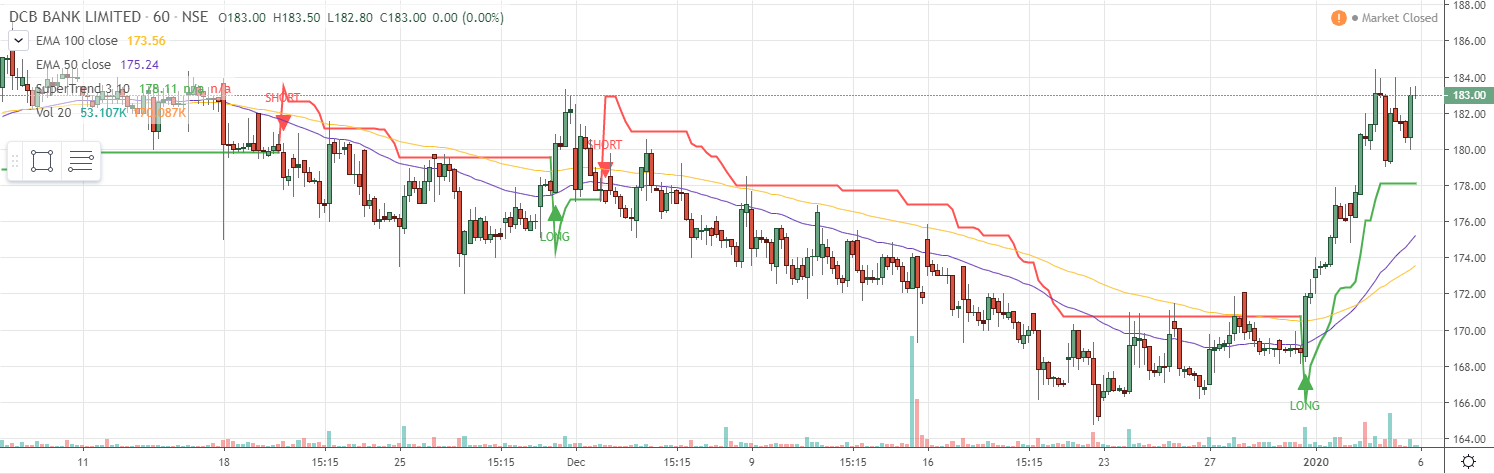 DCB BANK LIMITED · 60 · NSE O183.00 H183.50 L182.80 C183.00 0.00 (0.00%)
! Market Closed
EMA 100 close 173.56
EMA 50 close 175.24
SuperTrend 3 10 178.11 n/a n/a
Vol 20 53.107K 170.087K
SHORT
SHORT
LONG
LONG
188.00
186.00
184.00
183.00
182.00
180.00
178.00
176.00
174.00
172.00
170.00
168.00
166.00
164.00
11 18 15:15 25 15:15 Dec 15:15 9 15:15 16 15:15 23 27 2020 6